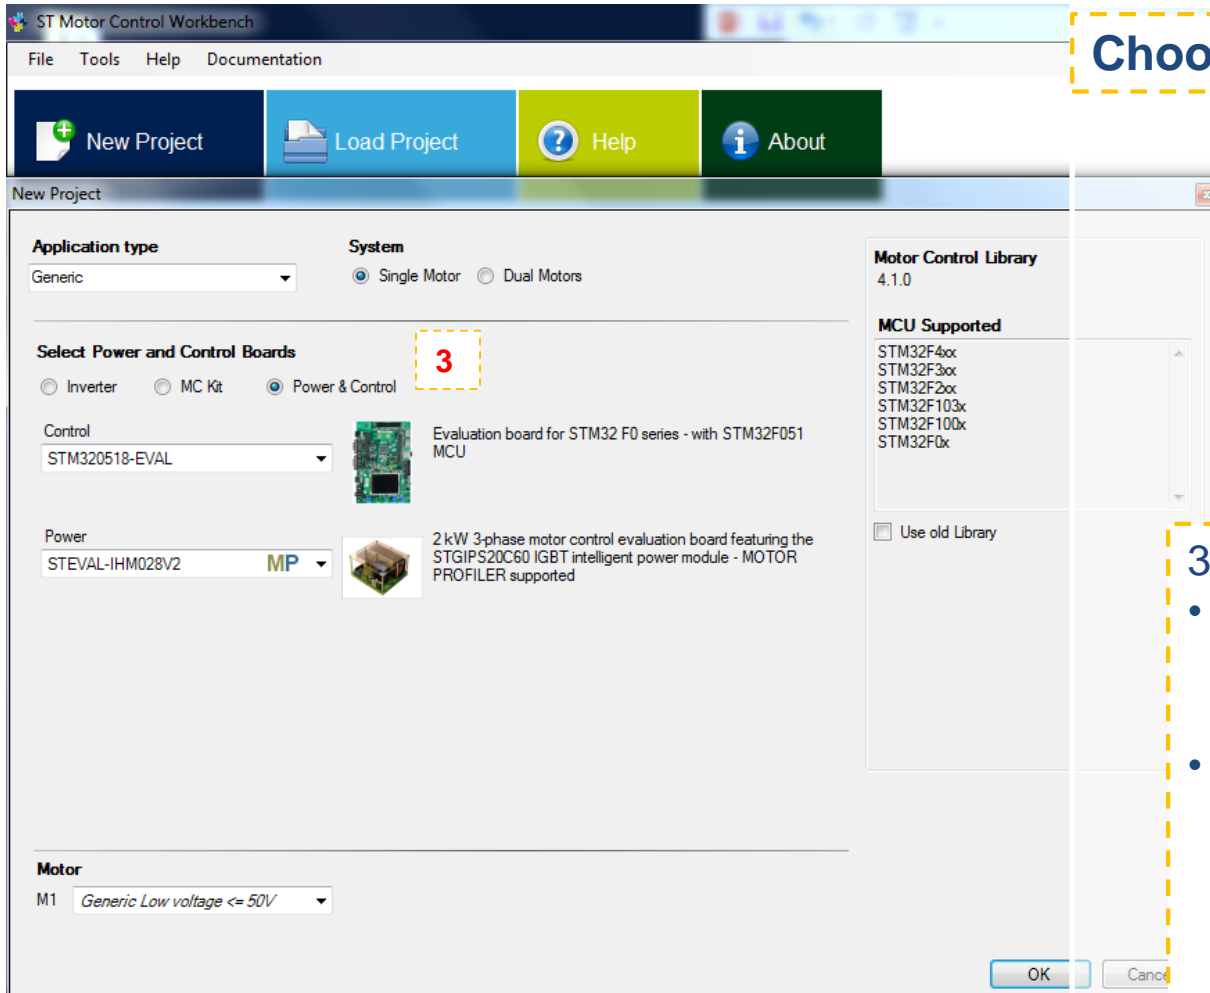 ST Motor Control Workbench
Choo
File Tools Help Documentation
New Project
Load Project
? Help
i About
New Project
Application type
Generic
System
Single Motor Dual Motors
Select Power and Control Boards
3
Inverter MC Kit Power & Control
Control
STM320518-EVAL
Evaluation board for STM32 F0 series - with STM32F051
MCU
Power
STEVAL-IHM028V2 MP
2 kW 3-phase motor control evaluation board featuring the
STGIPS20C60 IGBT intelligent power module - MOTOR
PROFILER supported
Motor
M1 Generic Low voltage <= 50V
Motor Control Library
4.1.0
MCU Supported
STM32F4xx
STM32F3xx
STM32F2xx
STM32F103x
STM32F100x
STM32F0x
Use old Library
3
•
•
OK Cance